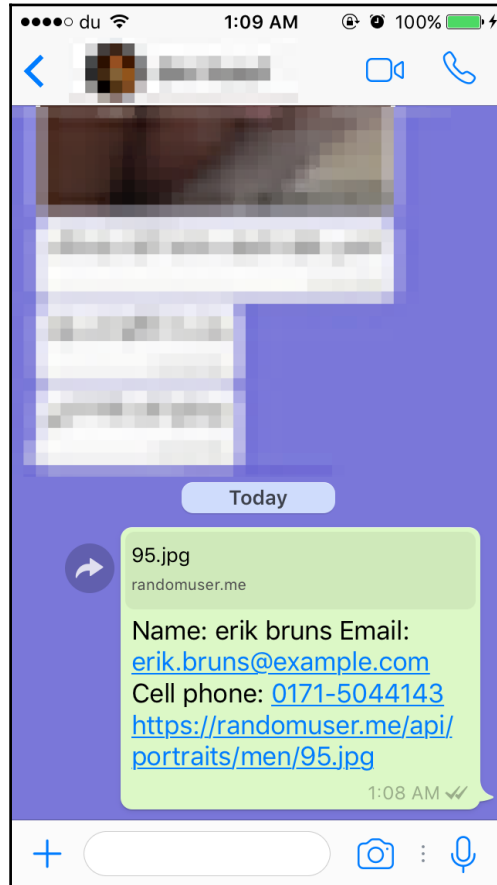 du 1:09 AM 100%
Today
95.jpg
randomuser.me
Name: erik bruns Email:
erik.bruns@example.com
Cell phone: 0171-5044143
https://randomuser.me/api/
portraits/men/95.jpg
1:08 AM